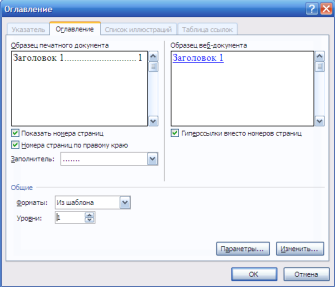 Оглавление
Указатель Оглавление Список иллюстраций Таблица ссылок
Образец печатного документа
Заголовок 1.......................... 1
Образец веб-документа
Заголовок 1
Показать номера страниц
Номера страниц по правому краю
Заполнитель: .......
Гиперссылки вместо номеров страниц
Общие
Форматы: Из шаблона
Уровни: 1
Параметры... Изменить...
ОК Отмена